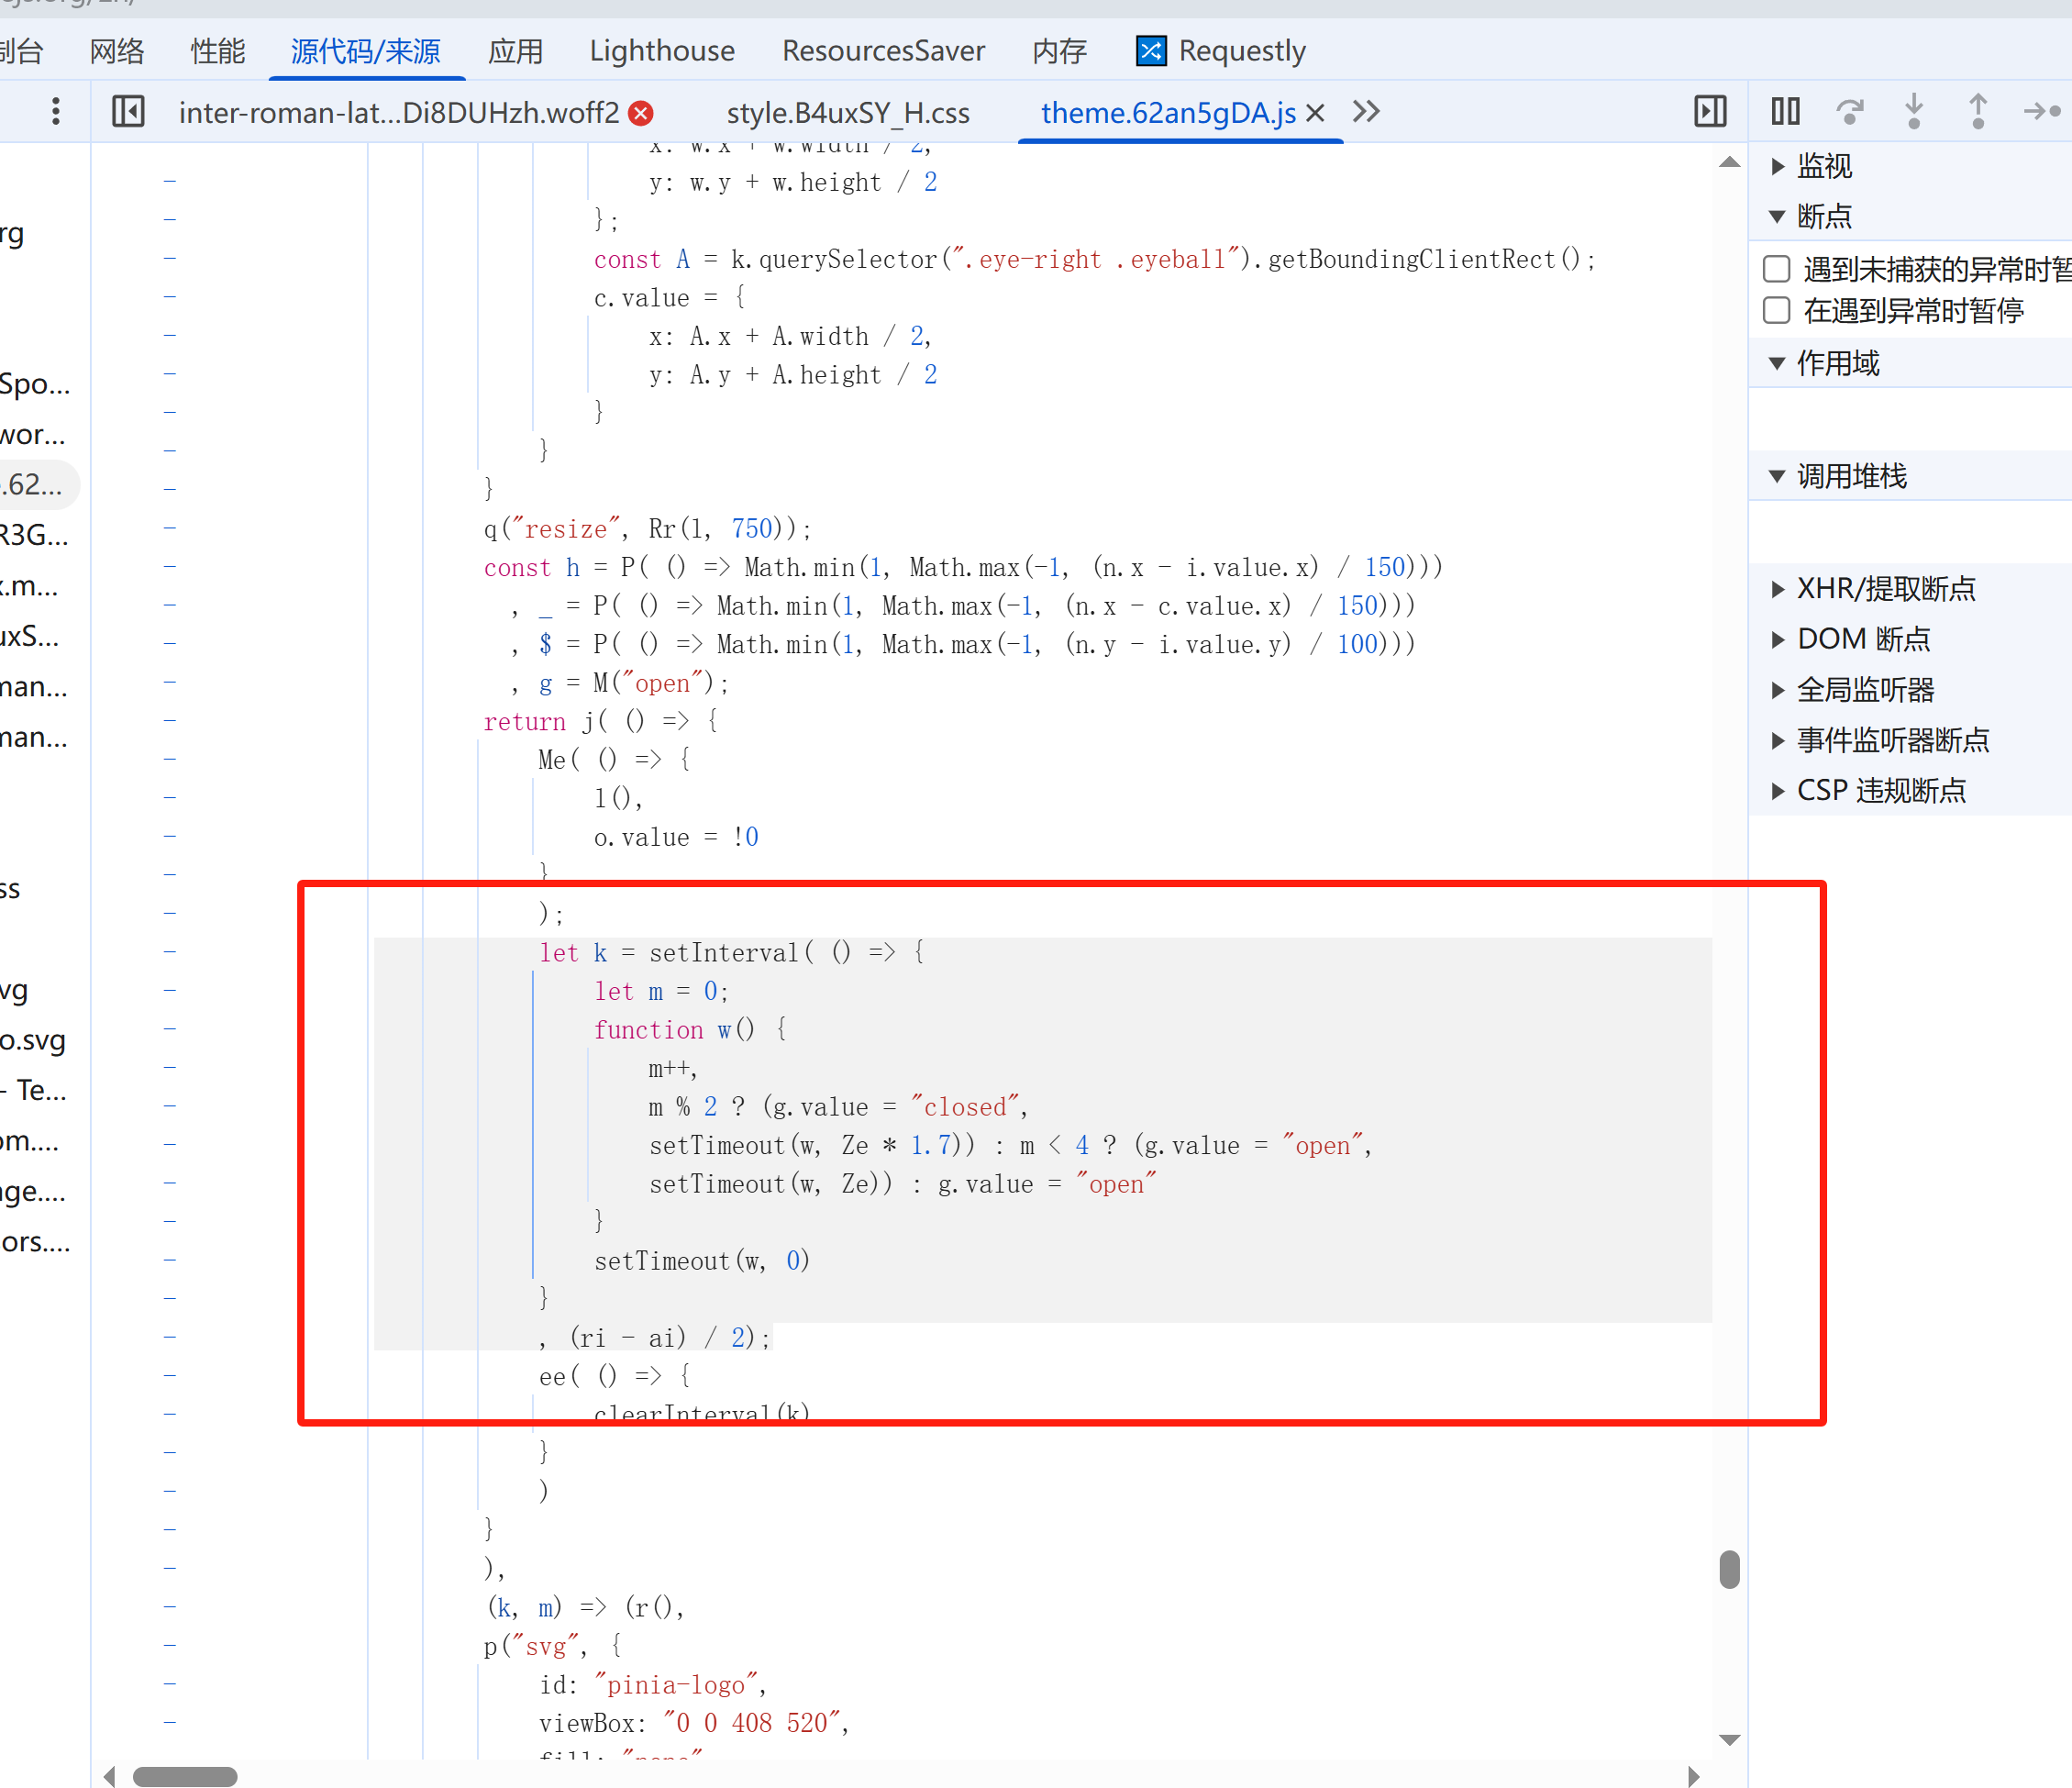 制台 网络 性能 源代码/来源 应用 Lighthouse ResourcesSaver 内存 Requestly
inter-roman-lat...Di8DUHzh.woff2 style.B4uxSY_H.css theme.62an5gDA.js
rg
Spo...
wor...
.62...
R3G...
x.m...
uxS...
man...
man...
ss
vg
o.svg
- Te...
om....
age....
ors....
x: w.x + w.width / 2,
y: w.y + w.height / 2
};
const A = k.querySelector(".eye-right .eyeball").getBoundingClientRect();
c.value = {
x: A.x + A.width / 2,
y: A.y + A.height / 2
}
}
}
q("resize", Rr(l, 750));
const h = P( () => Math.min(1, Math.max(-1, (n.x - i.value.x) / 150)))
, _ = P( () => Math.min(1, Math.max(-1, (n.x - c.value.x) / 150)))
, $ = P( () => Math.min(1, Math.max(-1, (n.y - i.value.y) / 100)))
, g = M("open");
return j( () => {
Me( () => {
l(),
o.value = !0
}
);
let k = setInterval( () => {
let m = 0;
function w() {
m++,
m % 2 ? (g.value = "closed",
setTimeout(w, Ze * 1.7)) : m < 4 ? (g.value = "open",
setTimeout(w, Ze)) : g.value = "open"
}
setTimeout(w, 0)
}
, (ri - ai) / 2);
ee( () => {
clearInterval(k)
}
)
}
),
(k, m) => (r(),
p("svg", {
id: "pinia-logo",
viewBox: "0 0 408 520",
fill: "none"
监视
断点
遇到未捕获的异常时暂
在遇到异常时暂停
作用域
调用堆栈
XHR/提取断点
DOM 断点
全局监听器
事件监听器断点
CSP 违规断点